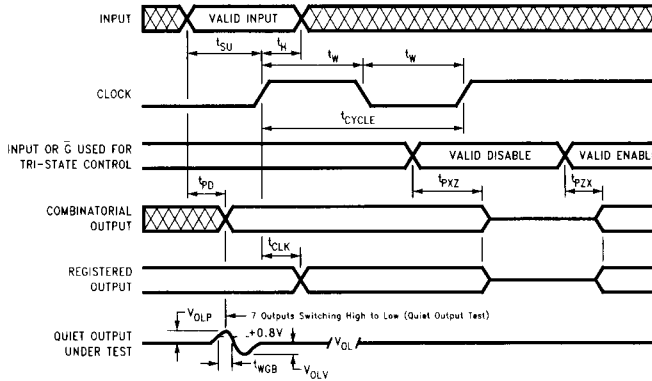 INPUT
VALID INPUT
tSU
tH
tW
tW
CLOCK
tCYCLE
INPUT OR G̅ USED FOR
TRI-STATE CONTROL
VALID DISABLE
VALID ENABLE
tPD
tPXZ
tPZX
COMBINATORIAL
OUTPUT
tCLK
REGISTERED
OUTPUT
VOLP
7 Outputs Switching High to Low (Quiet Output Test)
+0.8V
QUIET OUTPUT
UNDER TEST
VOL
tWGB
VOLV